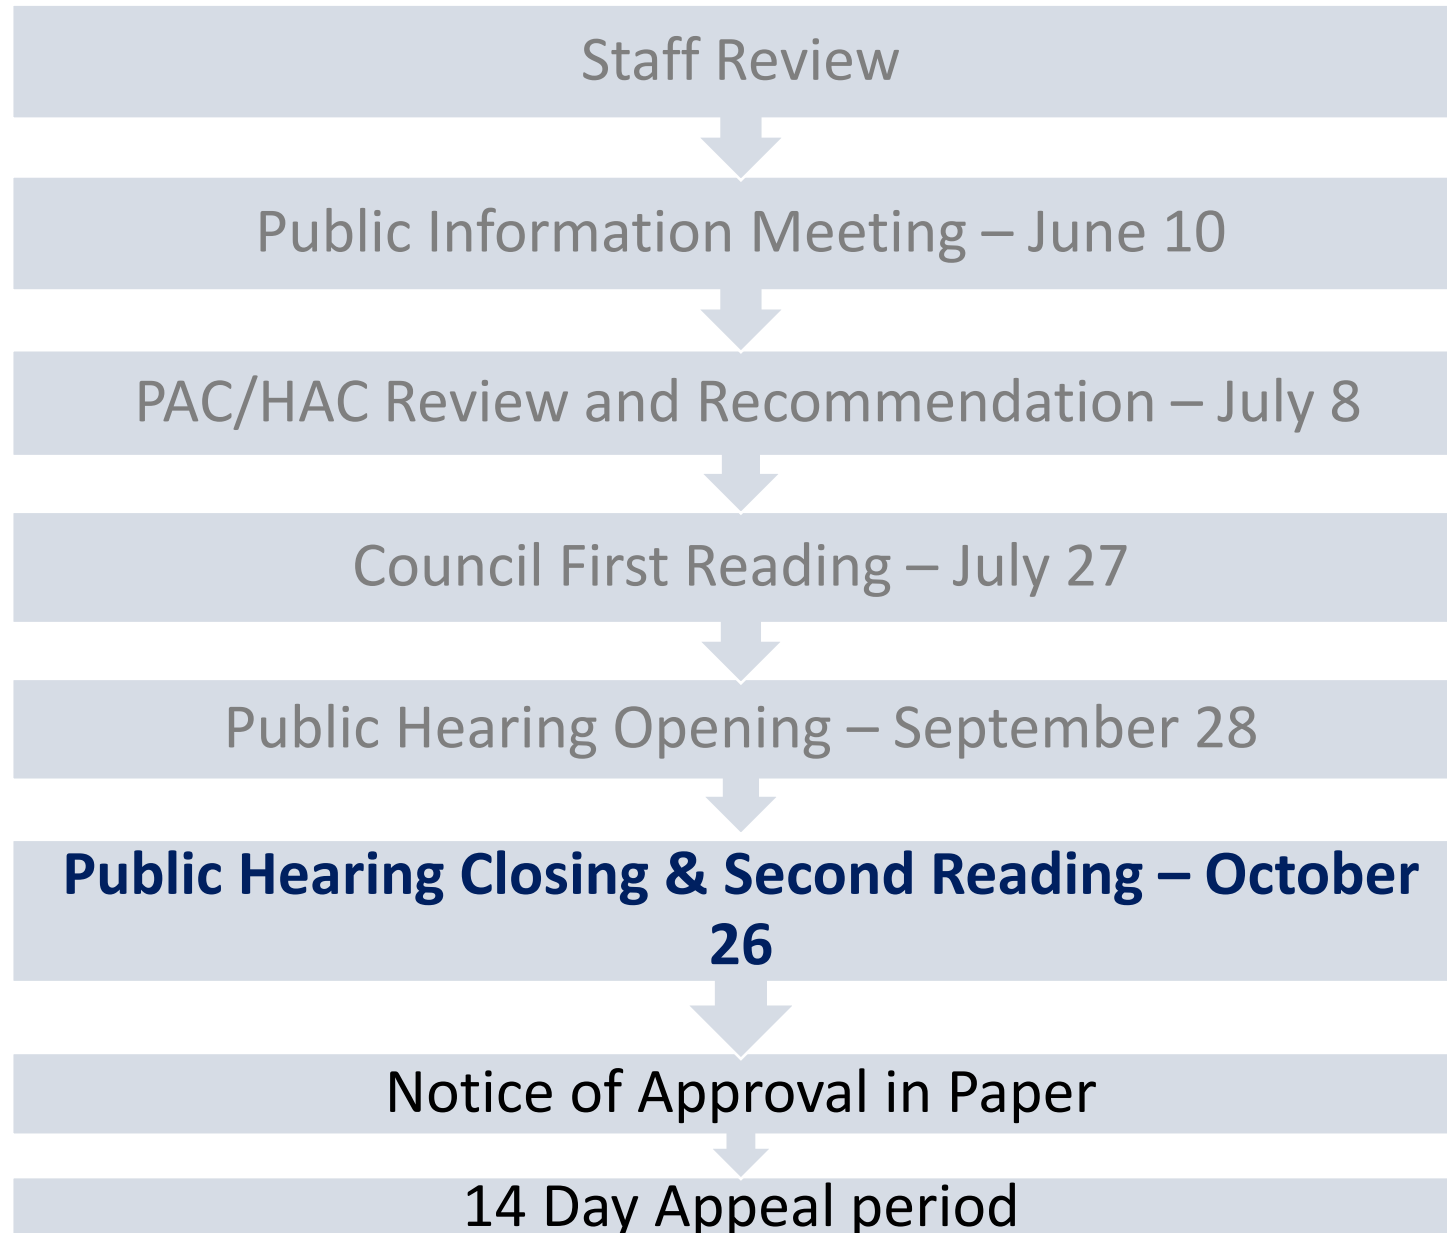 Staff Review
Public Information Meeting – June 10
PAC/HAC Review and Recommendation – July 8
Council First Reading – July 27
Public Hearing Opening – September 28
Public Hearing Closing & Second Reading – October
26
Notice of Approval in Paper
14 Day Appeal period